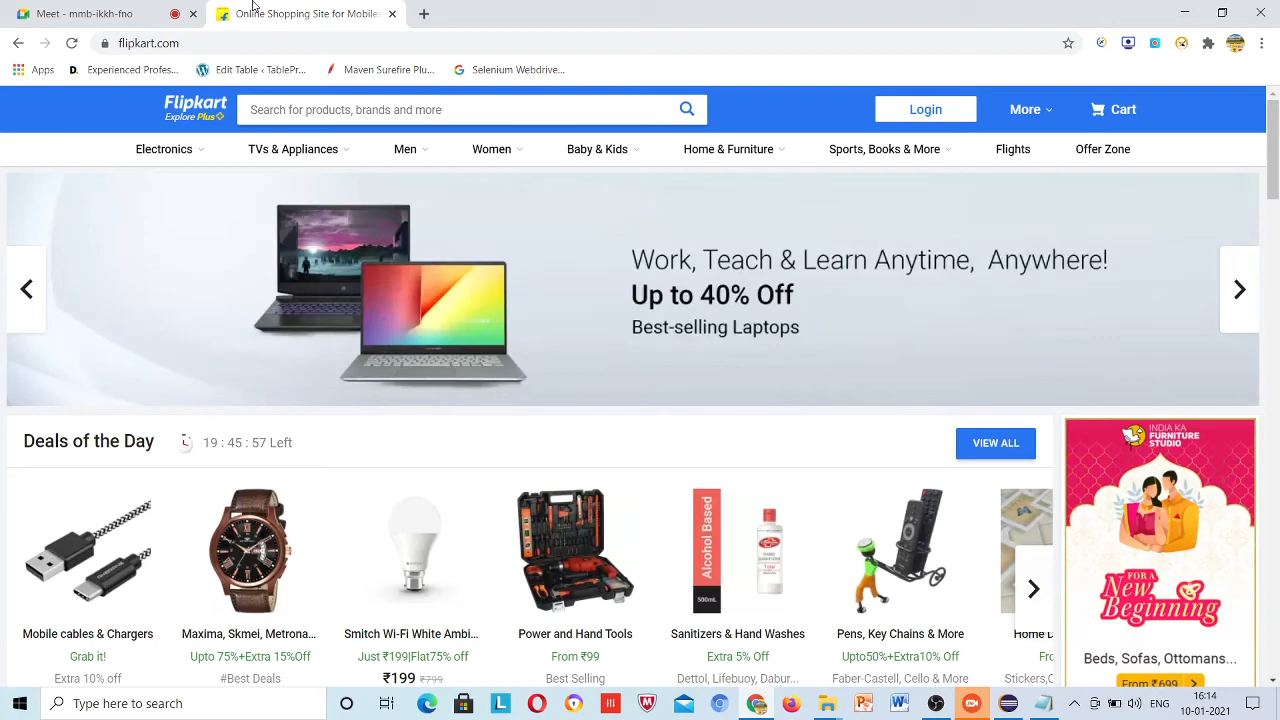 Meet – mmb-ikke-hno
Online Shopping Site for Mobiles
flipkart.com
Apps
Experienced Profes...
Edit Table ‹ TablePr...
Maven Surefire Plu...
Selenium Webdrive...
Flipkart
Explore Plus
Search for products, brands and more
Login
More
Cart
Electronics
TVs & Appliances
Men
Women
Baby & Kids
Home & Furniture
Sports, Books & More
Flights
Offer Zone
Work, Teach & Learn Anytime, Anywhere!
Up to 40% Off
Best-selling Laptops
Deals of the Day
19 : 45 : 57 Left
VIEW ALL
INDIA KA
FURNITURE
STUDIO
Alcohol Based
500mL
Mobile cables & Chargers
Maxima, Skmei, Metrona...
Smitch Wi-Fi White Ambi...
Power and Hand Tools
Sanitizers & Hand Washes
Pens, Key Chains & More
Home D
FOR A
New
Beginning
Grab it!
Upto 75%+Extra 15%Off
Just ₹199|Flat75% off
From ₹99
Extra 5% Off
Upto50%+Extra10% Off
Fro
Extra 10% off
#Best Deals
₹199 ₹799
Best Selling
Dettol, Lifebuoy, Dabur...
Faber-Castell, Cello & More
Stickers,C
Beds, Sofas, Ottomans...
From ₹699
Type here to search
16:14
10-01-2021